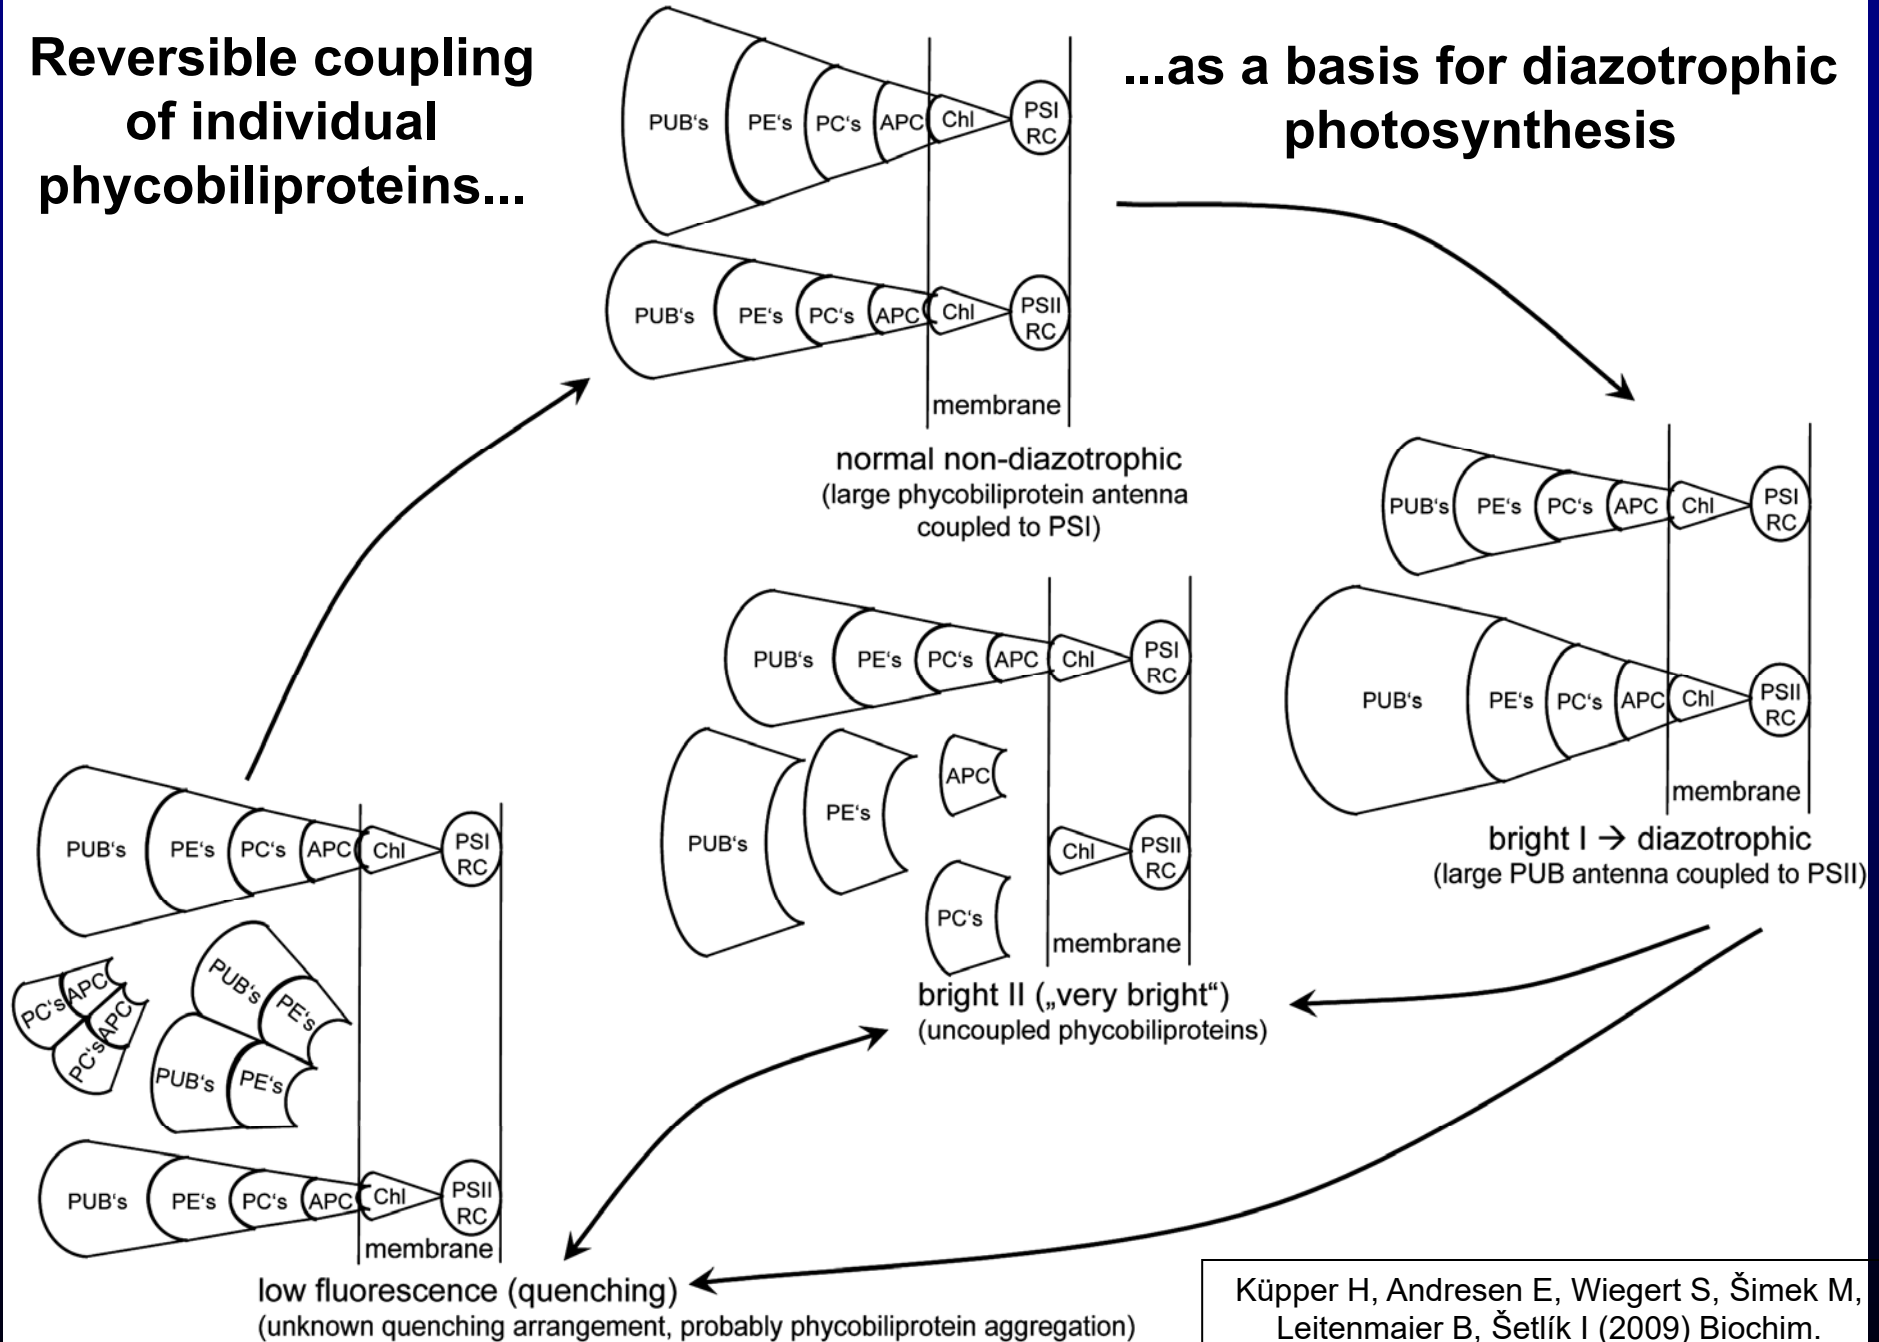 Reversible coupling
of individual
phycobiliproteins...
...as a basis for diazotrophic
photosynthesis
PUB‘s PE‘s PC‘s APC Chl PSI
RC
PUB‘s PE‘s PC‘s APC Chl PSII
RC
membrane
normal non-diazotrophic
(large phycobiliprotein antenna
coupled to PSI)
PUB‘s PE‘s PC‘s APC Chl PSI
RC
PUB‘s PE‘s PC‘s APC Chl PSII
RC
membrane
bright I → diazotrophic
(large PUB antenna coupled to PSII)
PUB‘s PE‘s PC‘s APC Chl PSI
RC
APC
PUB‘s PE‘s Chl PSII
RC
PC‘s
membrane
bright II („very bright“)
(uncoupled phycobiliproteins)
PUB‘s PE‘s PC‘s APC Chl PSI
RC
PC‘s APC PUB‘s PE‘s
PC‘s APC PUB‘s PE‘s
PUB‘s PE‘s PC‘s APC Chl PSII
RC
membrane
low fluorescence (quenching)
(unknown quenching arrangement, probably phycobiliprotein aggregation)
Küpper H, Andresen E, Wiegert S, Šimek M,
Leitenmaier B, Šetlík I (2009) Biochim.